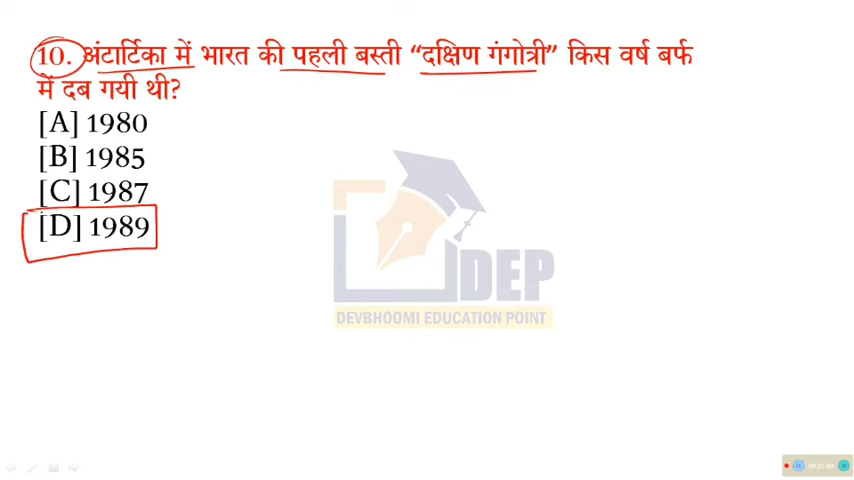 10. अंटार्टिका में भारत की पहली बस्ती “दक्षिण गंगोत्री” किस वर्ष बर्फ
में दब गयी थी?
[A] 1980
[B] 1985
[C] 1987
[D] 1989
DEP
DEVBHOOMI EDUCATION POINT